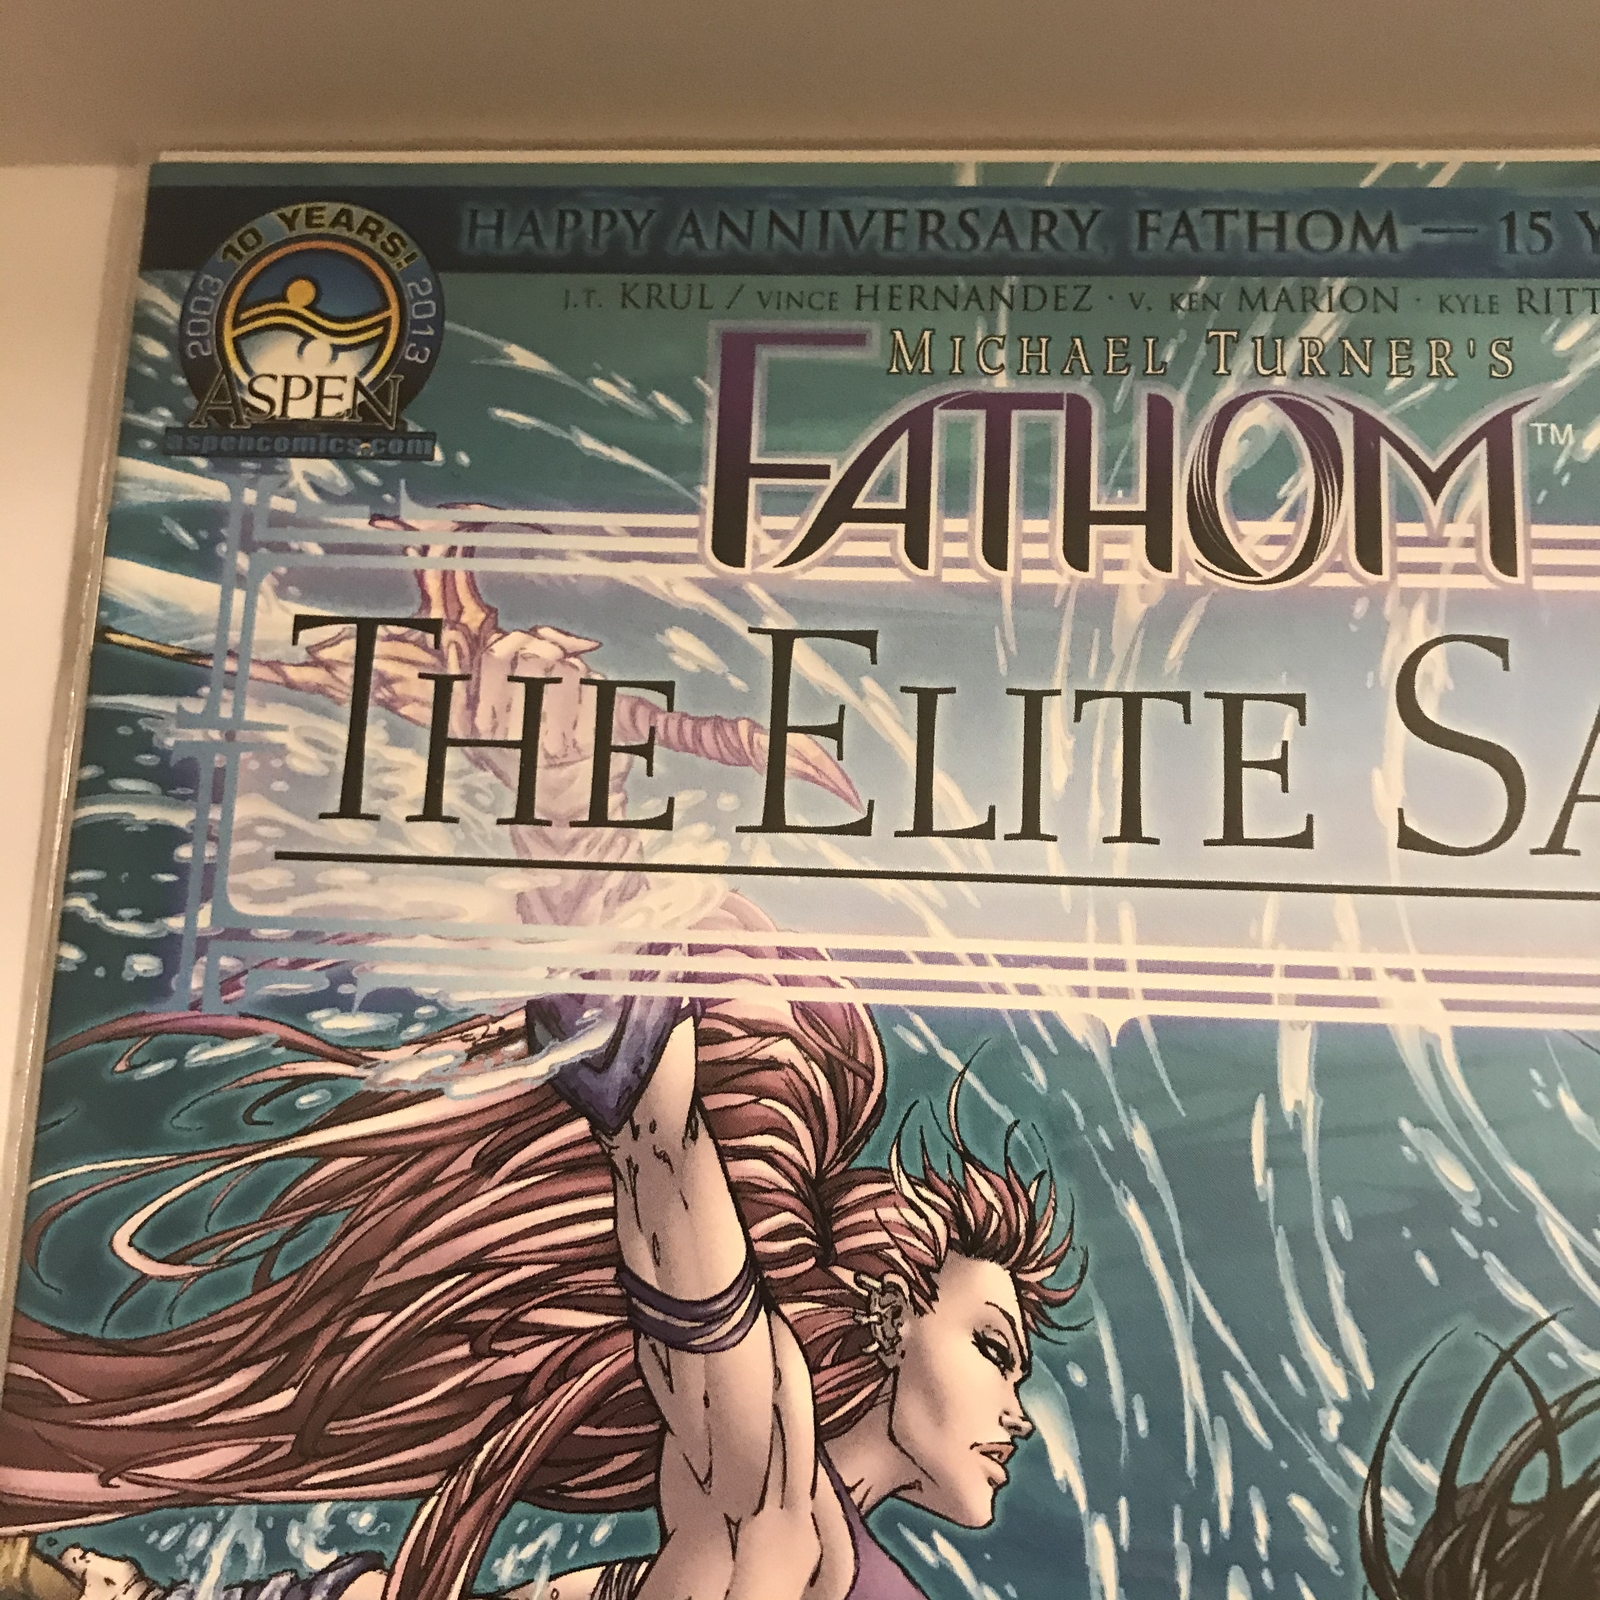 10 YEARS!
2003 2013
ASPEN
aspencomics.com
HAPPY ANNIVERSARY, FATHOM — 15 Y
J.T. KRUL / VINCE HERNANDEZ · V. KEN MARION · KYLE RITT
MICHAEL TURNER'S
FATHOM™
THE ELITE SA